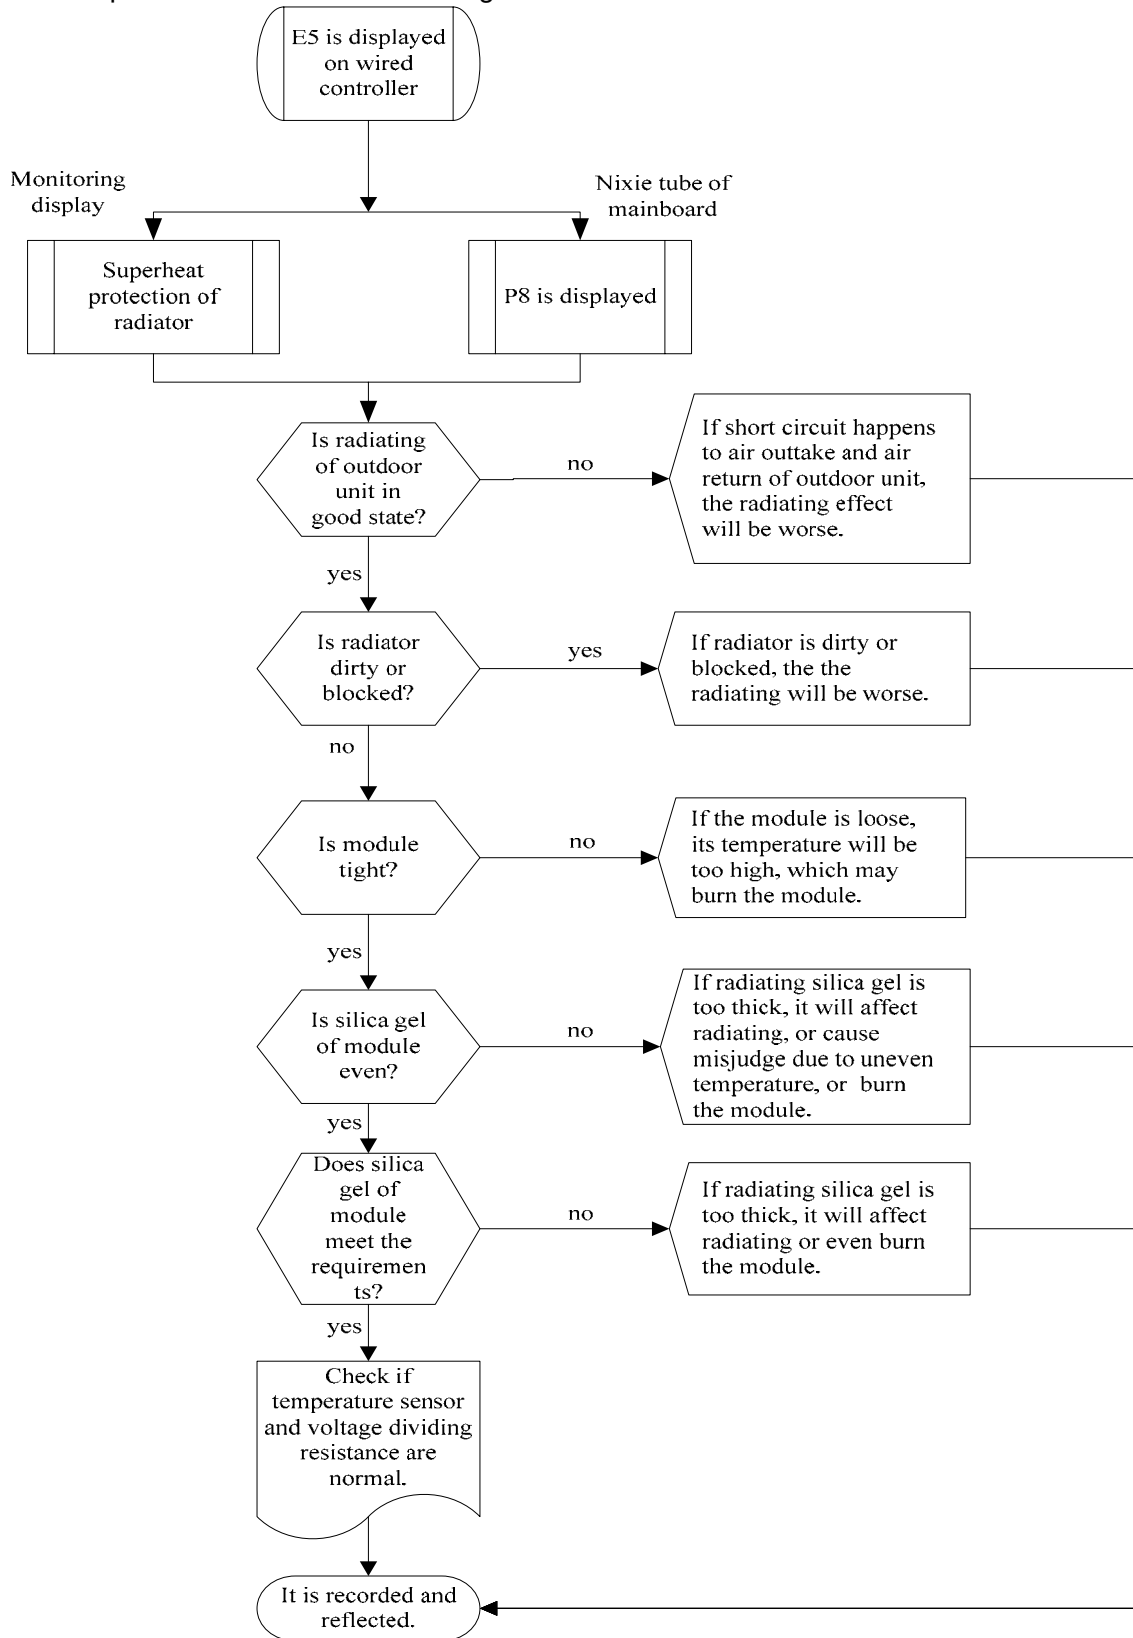 E5 is displayed
on wired
controller
Monitoring
display
Nixie tube of
mainboard
Superheat
protection of
radiator
P8 is displayed
Is radiating
of outdoor
unit in
good state?
no
If short circuit happens
to air outtake and air
return of outdoor unit,
the radiating effect
will be worse.
yes
Is radiator
dirty or
blocked?
yes
If radiator is dirty or
blocked, the the
radiating will be worse.
no
Is module
tight?
no
If the module is loose,
its temperature will be
too high, which may
burn the module.
yes
Is silica gel
of module
even?
no
If radiating silica gel is
too thick, it will affect
radiating, or cause
misjudge due to uneven
temperature, or burn
the module.
yes
Does silica
gel of
module
meet the
requiremen
ts?
no
If radiating silica gel is
too thick, it will affect
radiating or even burn
the module.
yes
Check if
temperature sensor
and voltage dividing
resistance are
normal.
It is recorded and
reflected.